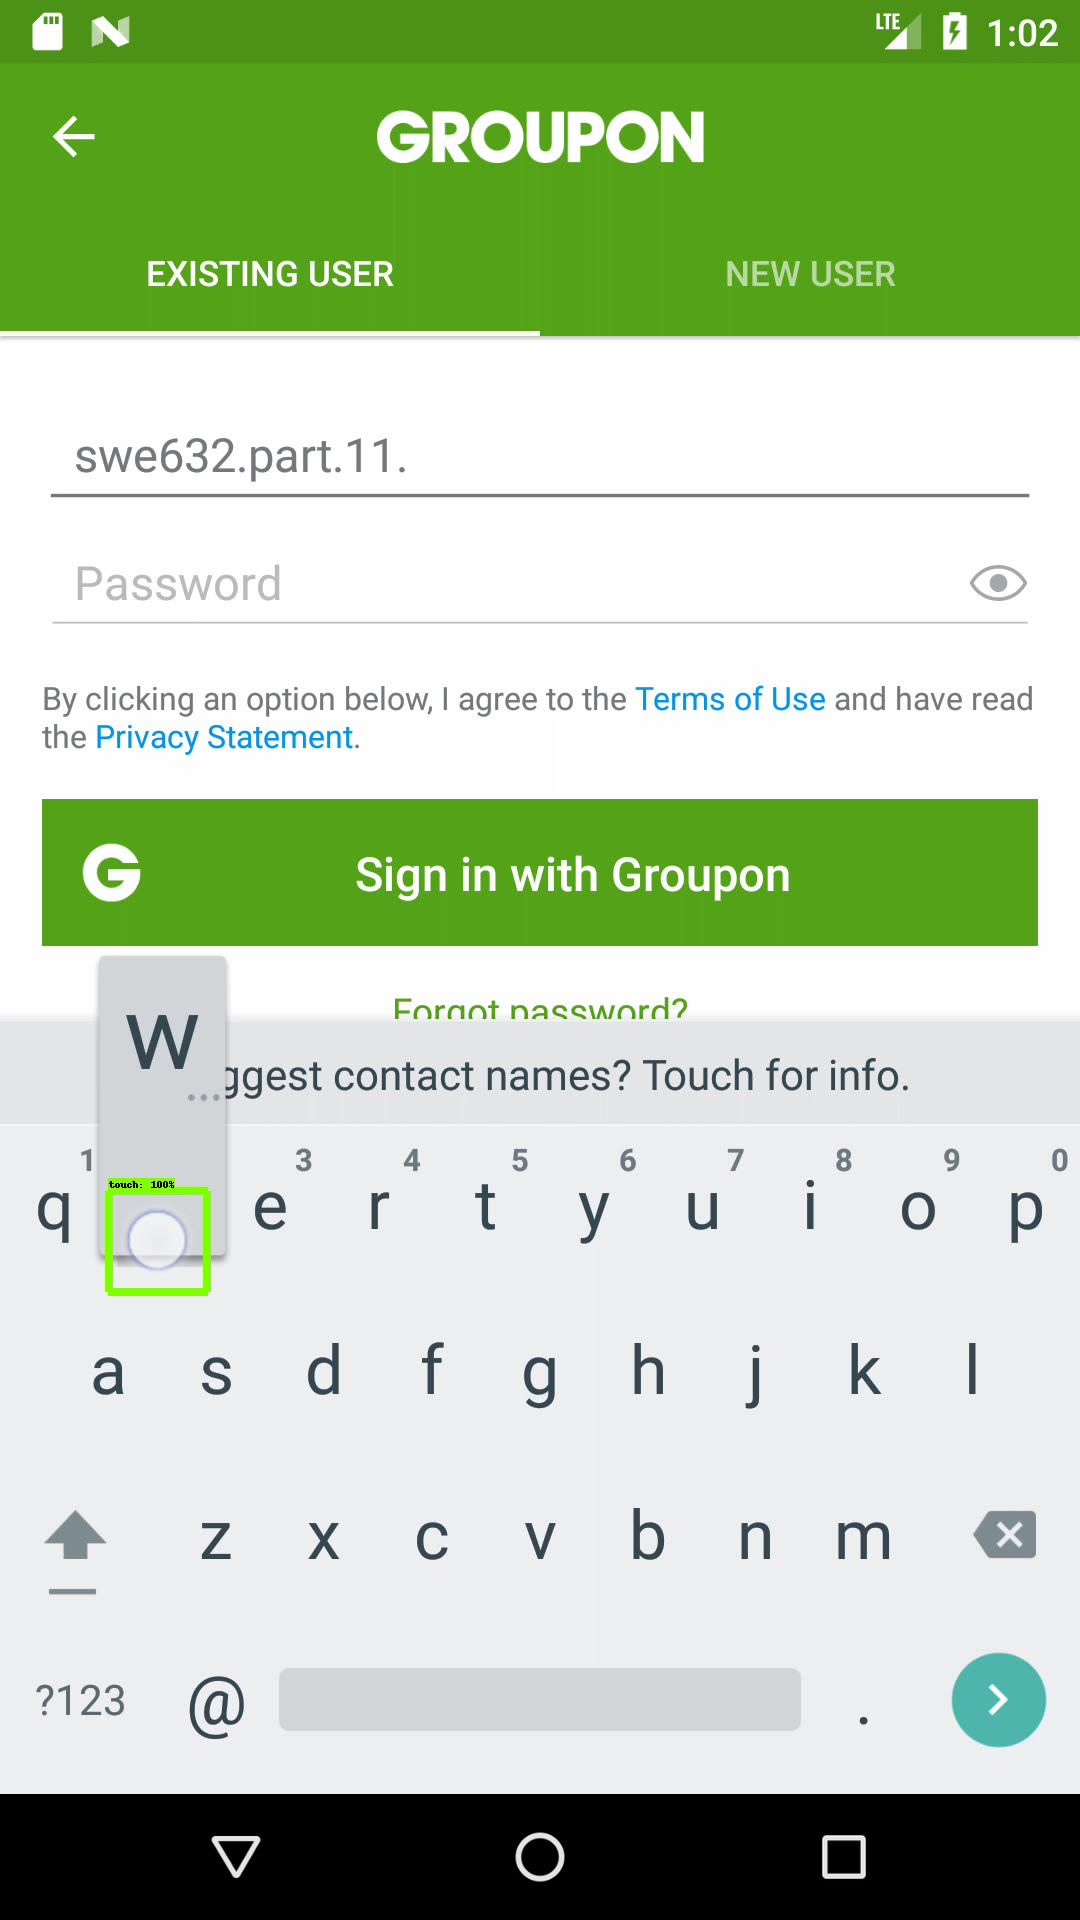 LTE 1:02
GROUPON
EXISTING USER NEW USER
swe632.part.11.
Password
By clicking an option below, I agree to the Terms of Use and have read
the Privacy Statement.
G Sign in with Groupon
Forgot password?
w
... ggest contact names? Touch for info.
1 3 4 5 6 7 8 9 0
q e r t y u i o p
touch: 100%
a s d f g h j k l
z x c v b n m
?123 @ .